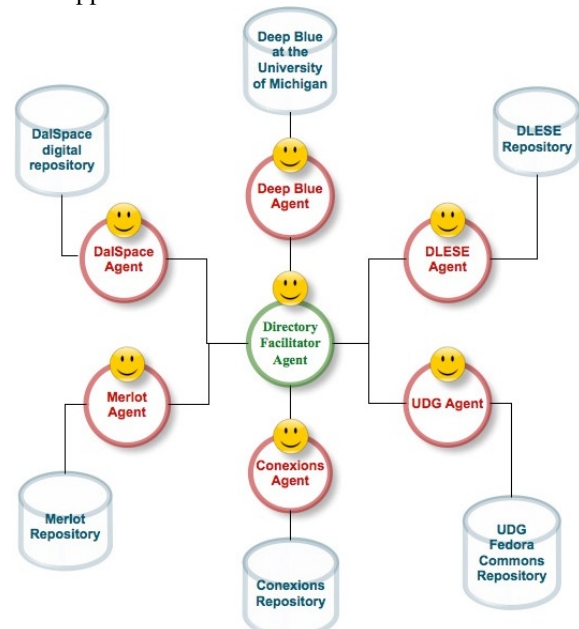 Deep Blue
at the
University
of Michigan
DalSpace
digital
repository
DLESE
Repository
Deep Blue
Agent
DalSpace
Agent
DLESE
Agent
Directory
Facilitator
Agent
Merlot
Agent
UDG Agent
Conexions
Agent
Merlot
Repository
UDG
Fedora
Commons
Repository
Conexions
Repository